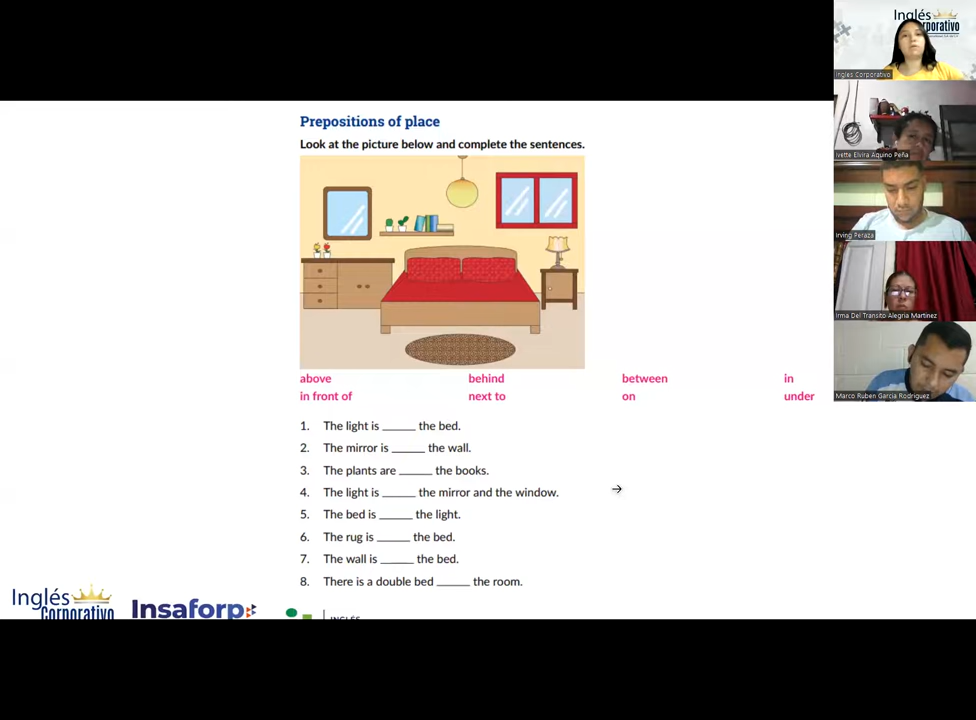 Prepositions of place
Look at the picture below and complete the sentences.
above behind between in
in front of next to on under
1. The light is ______ the bed.
2. The mirror is ______ the wall.
3. The plants are ______ the books.
4. The light is ______ the mirror and the window.
5. The bed is ______ the light.
6. The rug is ______ the bed.
7. The wall is ______ the bed.
8. There is a double bed ______ the room.
Inglés
Corporativo
Insaforp
INGLÉS
Inglés
Corporativo
Ingles Corporativo
Ivette Elvira Aquino Peña
Irving Peraza
Irma Del Transito Alegria Martinez
Marco Ruben Garcia Rodriguez